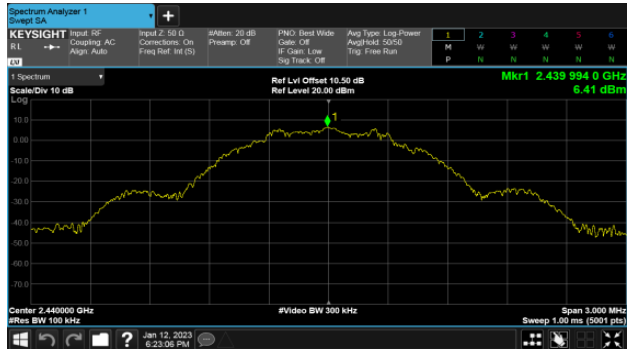 Spectrum Analyzer 1
Swept SA
+
KEYSIGHT
RL
LXI
Input: RF
Coupling: AC
Align: Auto
Input Z: 50 Ω
Corrections: On
Freq Ref: Int (S)
#Atten: 20 dB
Preamp: Off
PNO: Best Wide
Gate: Off
IF Gain: Low
Sig Track: Off
Avg Type: Log-Power
Avg|Hold: 50/50
Trig: Free Run
1 2 3 4 5 6
M W W W W W
P N N N N N
1 Spectrum
Scale/Div 10 dB
Log
Ref Lvl Offset 10.50 dB
Ref Level 20.00 dBm
Mkr1 2.439 994 0 GHz
6.41 dBm
1
10.0
0.00
-10.0
-20.0
-30.0
-40.0
-50.0
-60.0
-70.0
Center 2.440000 GHz
#Res BW 100 kHz
#Video BW 300 kHz
Span 3.000 MHz
Sweep 1.00 ms (5001 pts)
?
Jan 12, 2023
6:23:06 PM